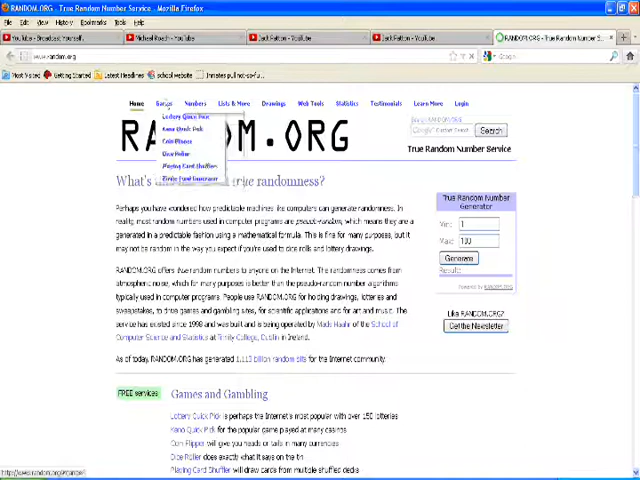 RANDOM.ORG - True Random Number Service - Mozilla Firefox
File Edit View History Bookmarks Tools Help
YouTube - Broadcast Yourself. Michael Roach - YouTube Jack Patton - YouTube Jack Patton - YouTube RANDOM.ORG - True Random Number S...
www.random.org Google
Most Visited Getting Started Latest Headlines school website Inmates pull not-so-f...
Home Games Numbers Lists & More Drawings Web Tools Statistics Testimonials Learn More Login
Lottery Quick Pick
Keno Quick Pick
Coin Flipper
Dice Roller
Playing Card Shuffler
RANDOM.ORG
Google Custom Search Search
True Random Number Service
What's true randomness?
Perhaps you have wondered how predictable machines like computers can generate randomness. In
reality, most random numbers used in computer programs are pseudo-random, which means they are
generated in a predictable fashion using a mathematical formula. This is fine for many purposes, but it
may not be random in the way you expect if you're used to dice rolls and lottery drawings.
RANDOM.ORG offers true random numbers to anyone on the Internet. The randomness comes from
atmospheric noise, which for many purposes is better than the pseudo-random number algorithms
typically used in computer programs. People use RANDOM.ORG for holding drawings, lotteries and
sweepstakes, to drive games and gambling sites, for scientific applications and for art and music. The
service has existed since 1998 and was built and is being operated by Mads Haahr of the School of
Computer Science and Statistics at Trinity College, Dublin in Ireland.
As of today, RANDOM.ORG has generated 1,113 billion random bits for the Internet community.
True Random Number
Generator
Min: 1
Max: 100
Generate
Result:
Powered by RANDOM.ORG
Like RANDOM.ORG?
Get the Newsletter
FREE services
Games and Gambling
Lottery Quick Pick is perhaps the Internet's most popular with over 150 lotteries
Keno Quick Pick for the popular game played at many casinos
Coin Flipper will give you heads or tails in many currencies
Dice Roller does exactly what it says on the tin
Playing Card Shuffler will draw cards from multiple shuffled decks